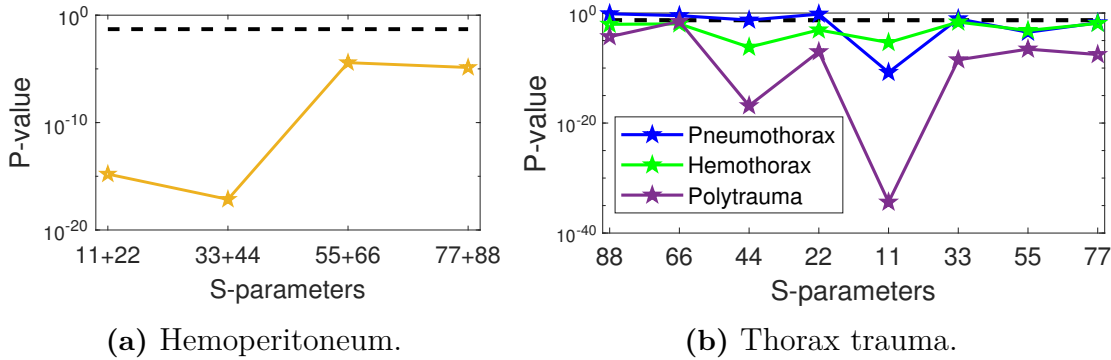 10^0
10^-10
10^-20
P-value
11+22 33+44 55+66 77+88
S-parameters
(a) Hemoperitoneum.
10^0
10^-20
10^-40
P-value
Pneumothorax
Hemothorax
Polytrauma
88 66 44 22 11 33 55 77
S-parameters
(b) Thorax trauma.